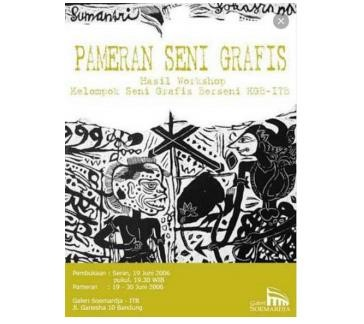 Sumantri Sokasrana
PAMERAN SENI GRAFIS
Hasil Workshop
Kelompok Seni Grafis Berseni KGB-ITB
Pembukaan : Senin, 19 Juni 2006
pukul. 19.30 WIB
Pameran : 19 - 30 Juni 2006
Galeri Soemardja - ITB
Jl. Ganesha 10 Bandung
Galeri
SOEMARDJA